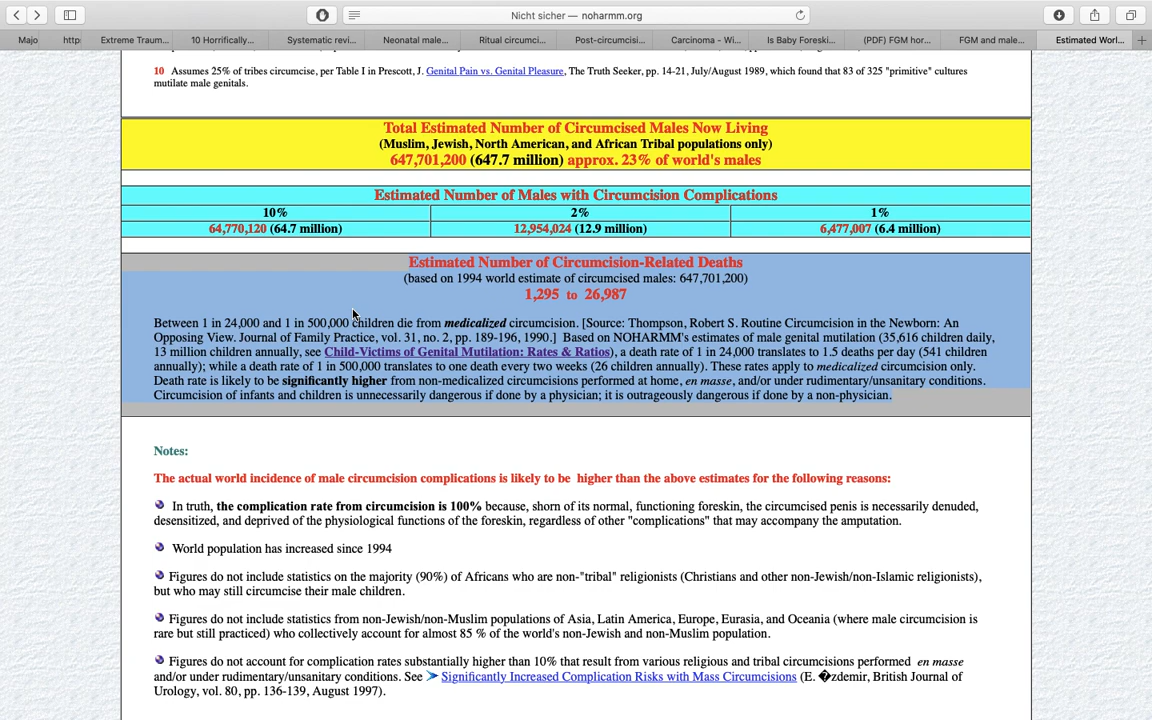 Nicht sicher — noharmm.org
Majo
http:
Extreme Traum...
10 Horrifically...
Systematic revi...
Neonatal male...
Ritual circumci...
Post-circumcisi...
Carcinoma - Wi...
Is Baby Foreski...
(PDF) FGM hor...
FGM and male...
Estimated Worl...
10 Assumes 25% of tribes circumcise, per Table I in Prescott, J. Genital Pain vs. Genital Pleasure, The Truth Seeker, pp. 14-21, July/August 1989, which found that 83 of 325 "primitive" cultures
mutilate male genitals.
Total Estimated Number of Circumcised Males Now Living
(Muslim, Jewish, North American, and African Tribal populations only)
647,701,200 (647.7 million) approx. 23% of world's males
Estimated Number of Males with Circumcision Complications
10% 2% 1%
64,770,120 (64.7 million) 12,954,024 (12.9 million) 6,477,007 (6.4 million)
Estimated Number of Circumcision-Related Deaths
(based on 1994 world estimate of circumcised males: 647,701,200)
1,295 to 26,987
Between 1 in 24,000 and 1 in 500,000 children die from medicalized circumcision. [Source: Thompson, Robert S. Routine Circumcision in the Newborn: An
Opposing View. Journal of Family Practice, vol. 31, no. 2, pp. 189-196, 1990.] Based on NOHARMM's estimates of male genital mutilation (35,616 children daily,
13 million children annually, see Child-Victims of Genital Mutilation: Rates & Ratios), a death rate of 1 in 24,000 translates to 1.5 deaths per day (541 children
annually); while a death rate of 1 in 500,000 translates to one death every two weeks (26 children annually). These rates apply to medicalized circumcision only.
Death rate is likely to be significantly higher from non-medicalized circumcisions performed at home, en masse, and/or under rudimentary/unsanitary conditions.
Circumcision of infants and children is unnecessarily dangerous if done by a physician; it is outrageously dangerous if done by a non-physician.
Notes:
The actual world incidence of male circumcision complications is likely to be higher than the above estimates for the following reasons:
In truth, the complication rate from circumcision is 100% because, shorn of its normal, functioning foreskin, the circumcised penis is necessarily denuded,
desensitized, and deprived of the physiological functions of the foreskin, regardless of other "complications" that may accompany the amputation.
World population has increased since 1994
Figures do not include statistics on the majority (90%) of Africans who are non-"tribal" religionists (Christians and other non-Jewish/non-Islamic religionists),
but who may still circumcise their male children.
Figures do not include statistics from non-Jewish/non-Muslim populations of Asia, Latin America, Europe, Eurasia, and Oceania (where male circumcision is
rare but still practiced) who collectively account for almost 85 % of the world's non-Jewish and non-Muslim population.
Figures do not account for complication rates substantially higher than 10% that result from various religious and tribal circumcisions performed en masse
and/or under rudimentary/unsanitary conditions. See Significantly Increased Complication Risks with Mass Circumcisions (E. �zdemir, British Journal of
Urology, vol. 80, pp. 136-139, August 1997).